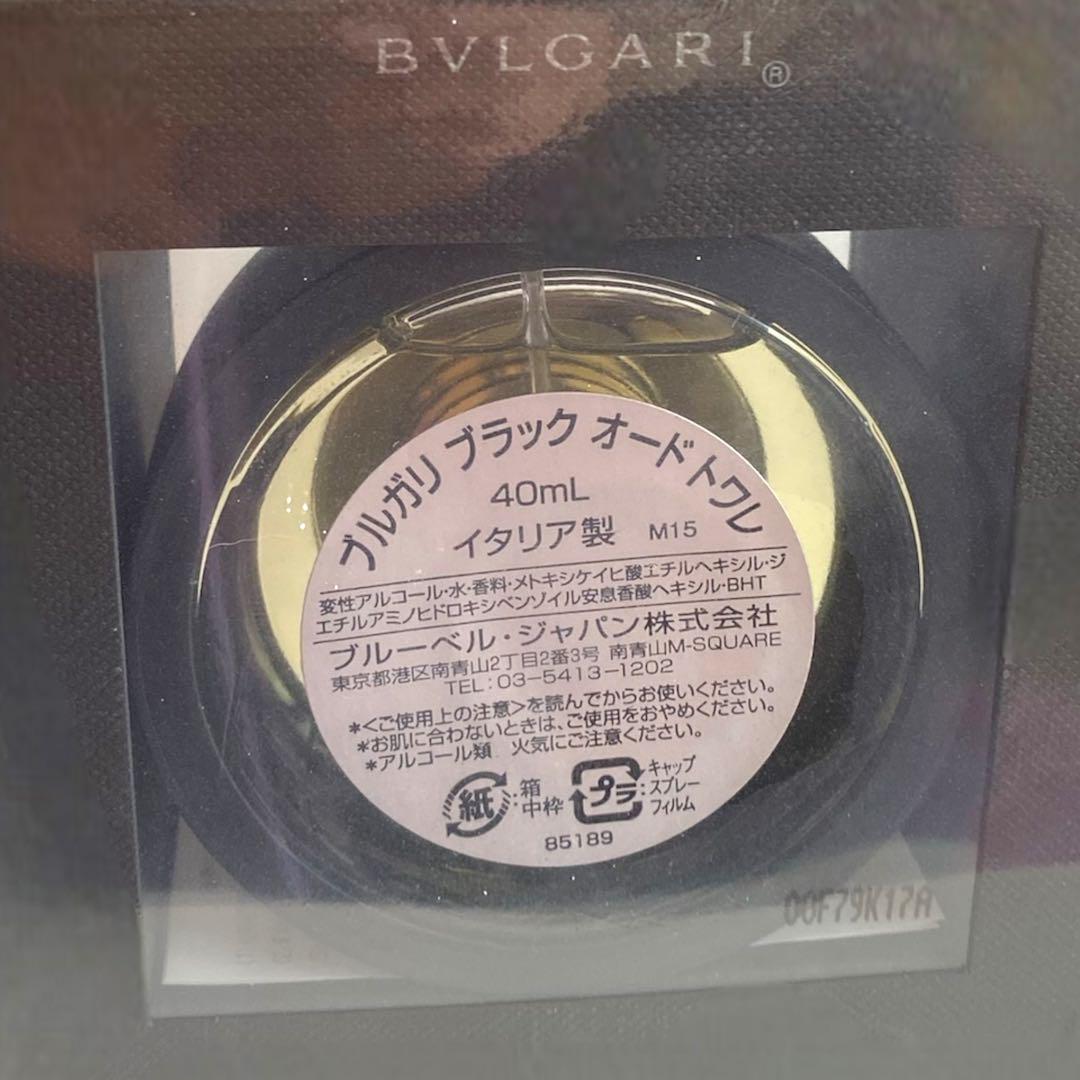 BVLGARI®
ブルガリ ブラック オードトワレ
40mL
イタリア製 M15
変性アルコール・水・香料・メトキシケイヒ酸エチルヘキシル・ジ
エチルアミノヒドロキシベンゾイル安息香酸ヘキシル・BHT
ブルーベル・ジャパン株式会社
東京都港区南青山2丁目2番3号 南青山M-SQUARE
TEL:03-5413-1202
*<ご使用上の注意>を読んでからお使いください。
*お肌に合わないときは、ご使用をおやめください。
*アルコール類 火気にご注意ください。
紙:箱 中枠 プラ:キャップ スプレー フィルム
85189
00F79K17A